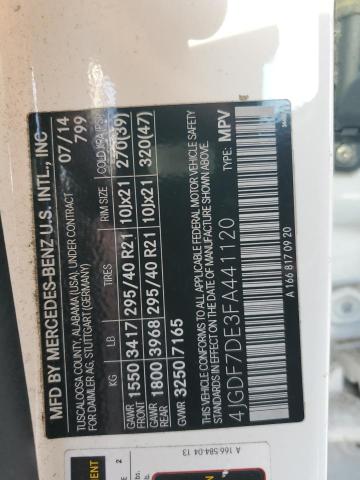 MFD BY MERCEDES-BENZ U.S. INTL., INC
TUSCALOOSA COUNTY, ALABAMA (USA) UNDER CONTRACT
FOR DAIMLER AG, STUTTGART (GERMANY)
07/14
799
KG LB TIRES RIM SIZE COLD KPA (PSI)
GAWR FRONT 1550 3417 295/40 R21 10Jx21 270(39)
GAWR REAR 1800 3968 295/40 R21 10Jx21 320(47)
GVWR: 3250 7165
THIS VEHICLE CONFORMS TO ALL APPLICABLE FEDERAL MOTOR VEHICLE SAFETY
STANDARDS IN EFFECT ON THE DATE OF MANUFACTURE SHOWN ABOVE.
4JGDF7DE3FA441120 TYPE: MPV
A 166 817 09 20
A 166 584 04 13
2